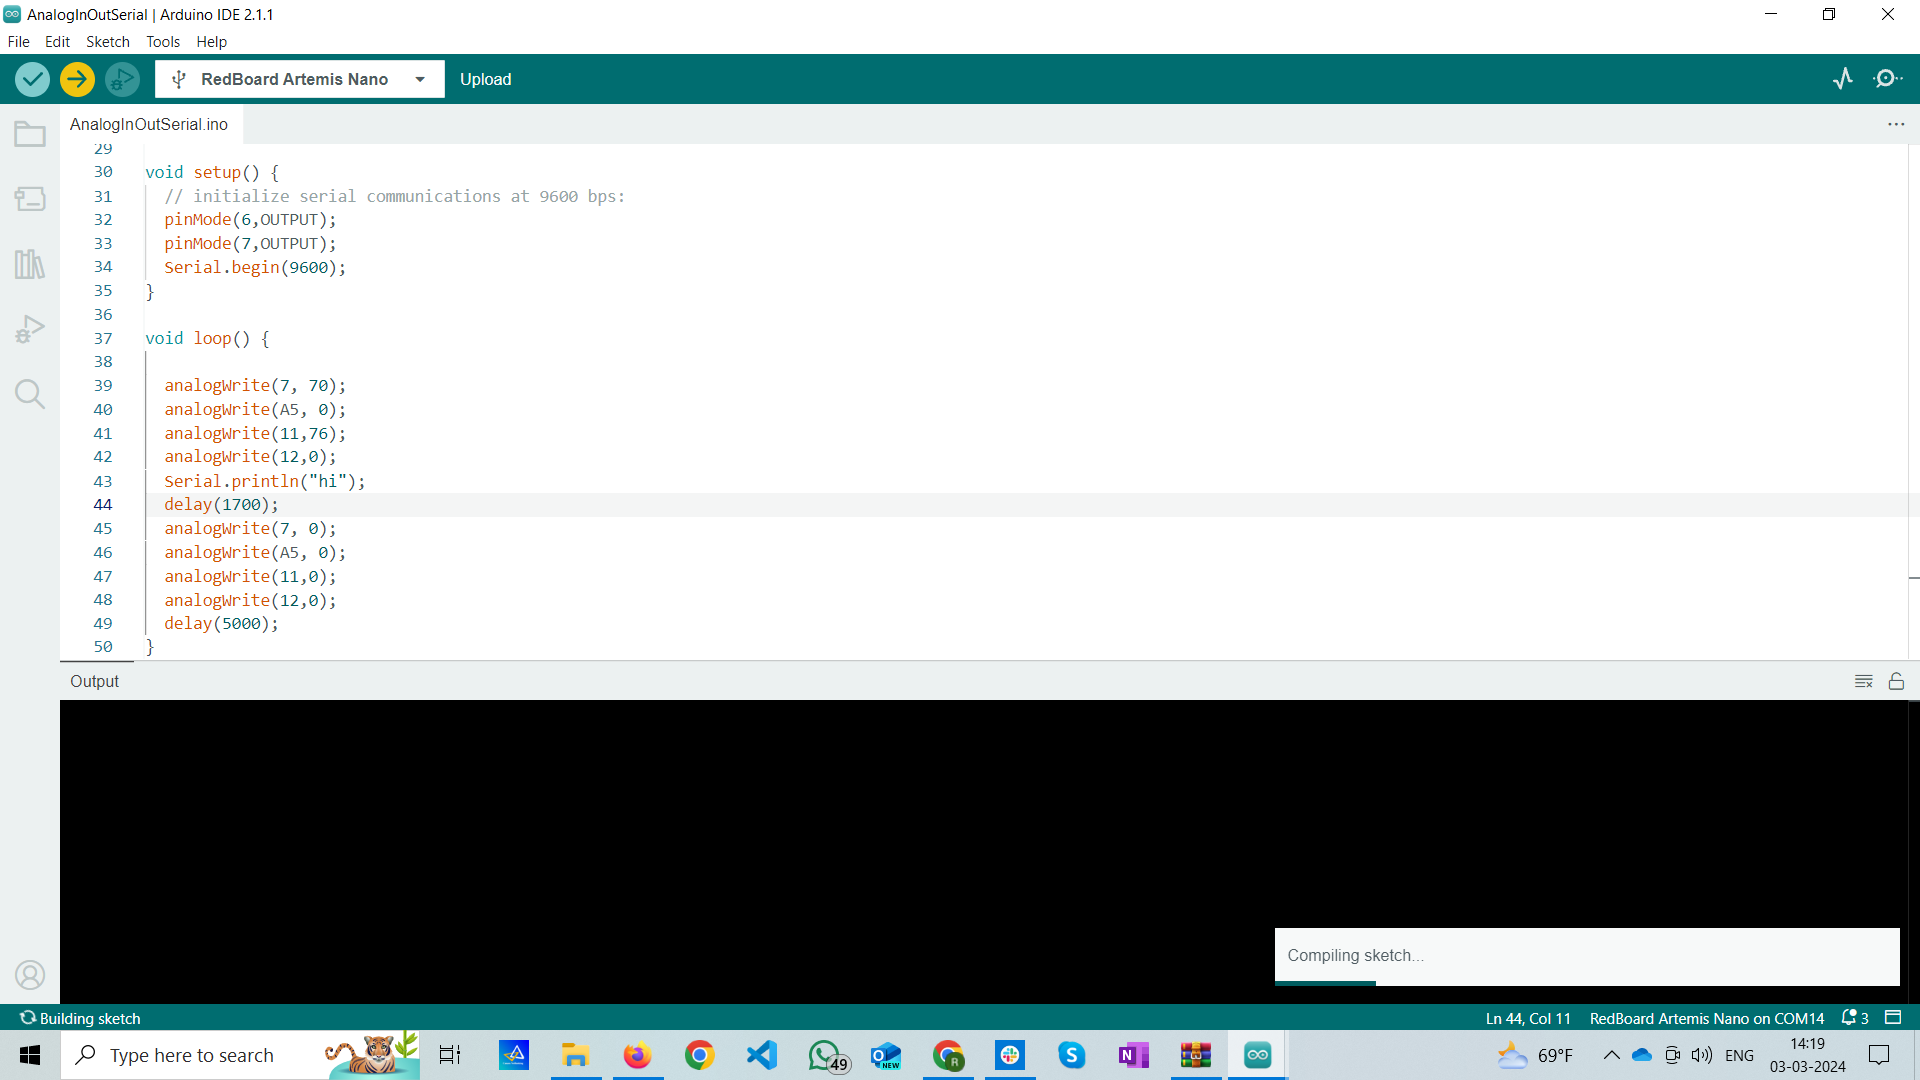 AnalogInOutSerial | Arduino IDE 2.1.1
File Edit Sketch Tools Help
RedBoard Artemis Nano Upload
AnalogInOutSerial.ino
29
30 void setup() {
31 // initialize serial communications at 9600 bps:
32 pinMode(6,OUTPUT);
33 pinMode(7,OUTPUT);
34 Serial.begin(9600);
35 }
36
37 void loop() {
38
39 analogWrite(7, 70);
40 analogWrite(A5, 0);
41 analogWrite(11,76);
42 analogWrite(12,0);
43 Serial.println("hi");
44 delay(1700);
45 analogWrite(7, 0);
46 analogWrite(A5, 0);
47 analogWrite(11,0);
48 analogWrite(12,0);
49 delay(5000);
50 }
Output
Compiling sketch...
Building sketch Ln 44, Col 11 RedBoard Artemis Nano on COM14 3
Type here to search 49 NEW R S N 69°F ENG 14:19
03-03-2024